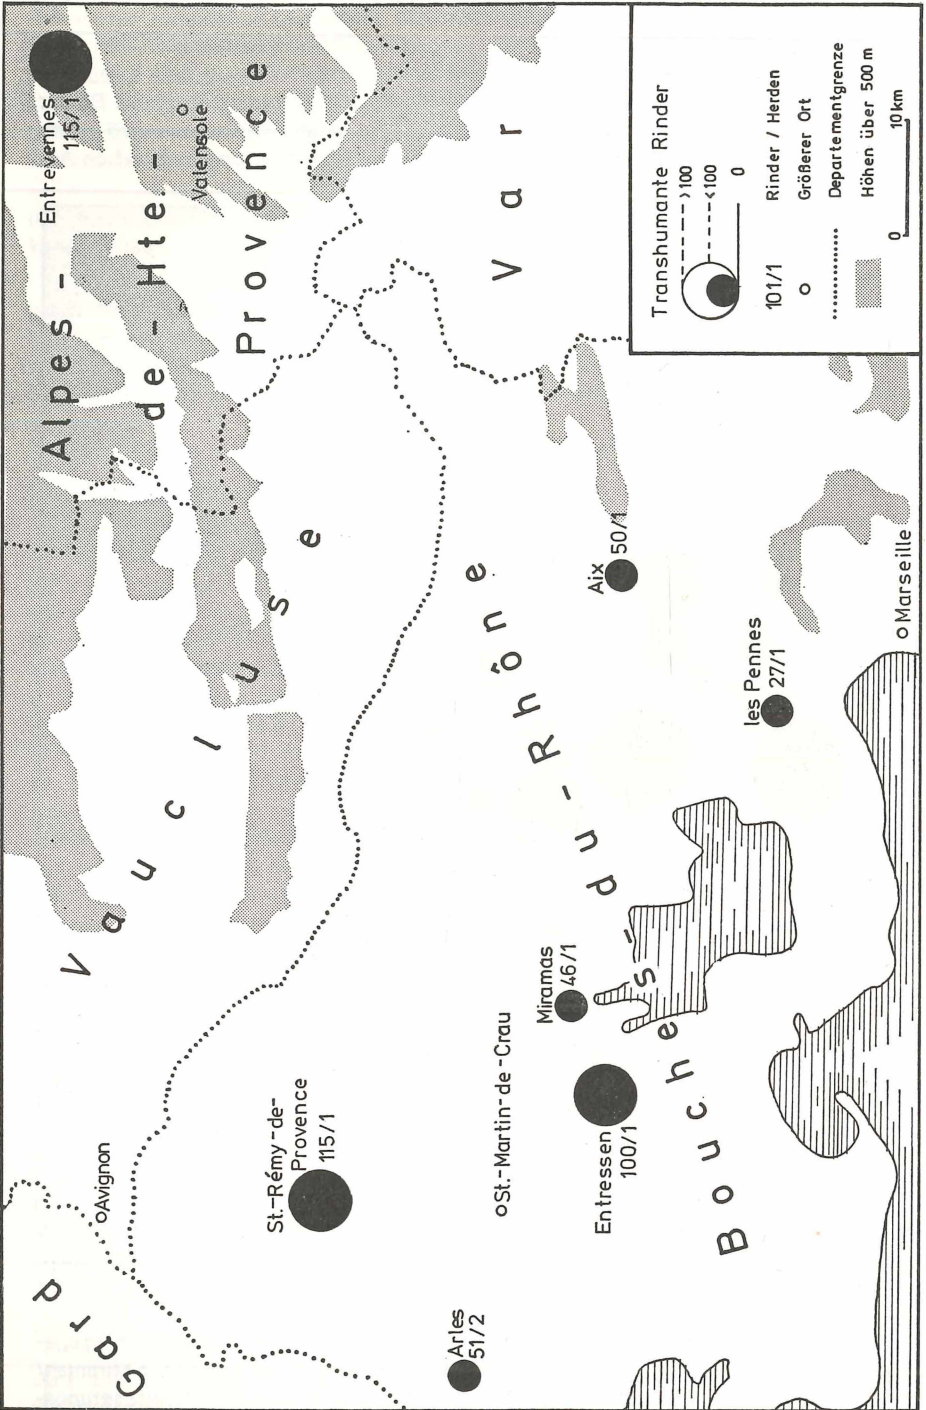 Gard
Vaucluse
Alpes-
de-Hte.-
Provence
Var
Bouches-du-Rhône
Entrevennes
115/1
Valensole
Avignon
St.-Rémy-de-
Provence
115/1
Arles
51/2
St.-Martin-de-Crau
Entressen
100/1
Miramas
46/1
Aix
50/1
les Pennes
27/1
Marseille
Transhumante Rinder
>100
<100
0
101/1 Rinder / Herden
Größerer Ort
Departementgrenze
Höhen über 500 m
0 10km